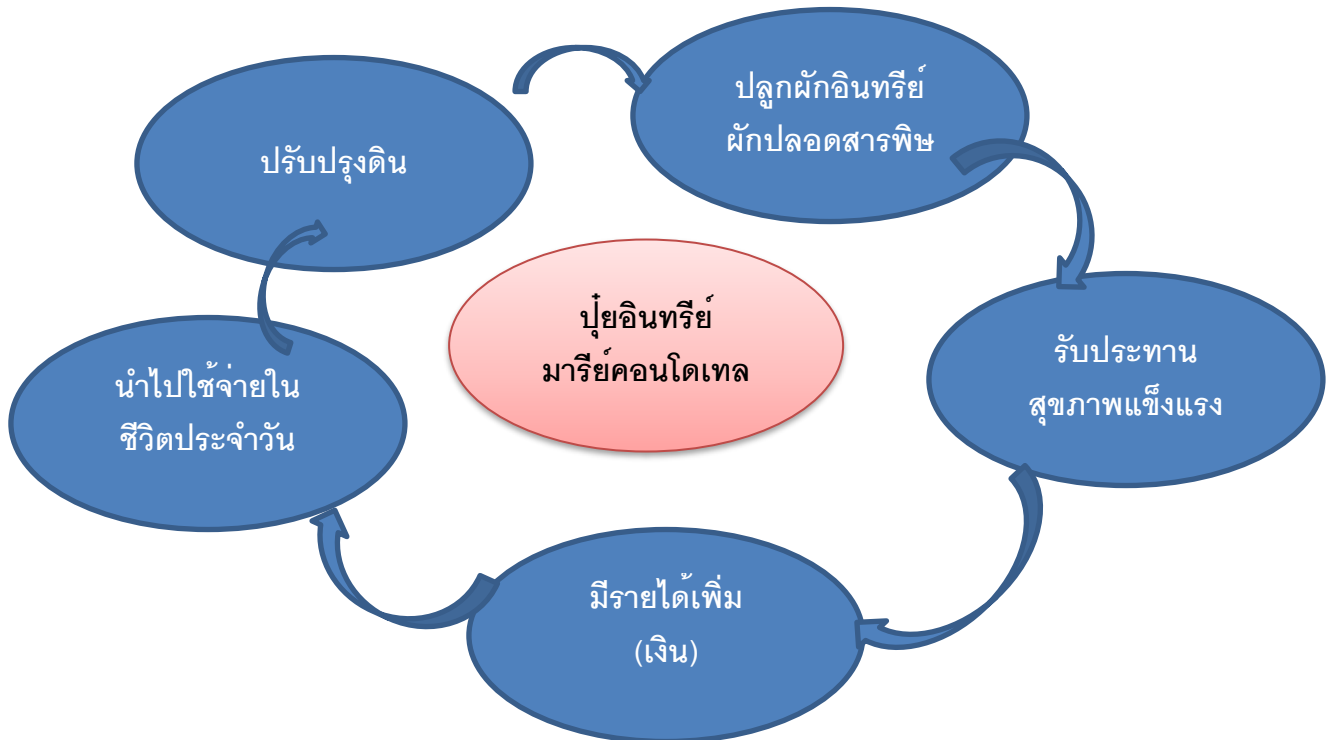 ปรับปรุงดิน
ปลูกผักอินทรีย์
ผักปลอดสารพิษ
รับประทาน
สุขภาพแข็งแรง
มีรายได้เพิ่ม
(เงิน)
นำไปใช้จ่ายใน
ชีวิตประจำวัน
ปุ๋ยอินทรีย์
มารีย์คอนโดเทล